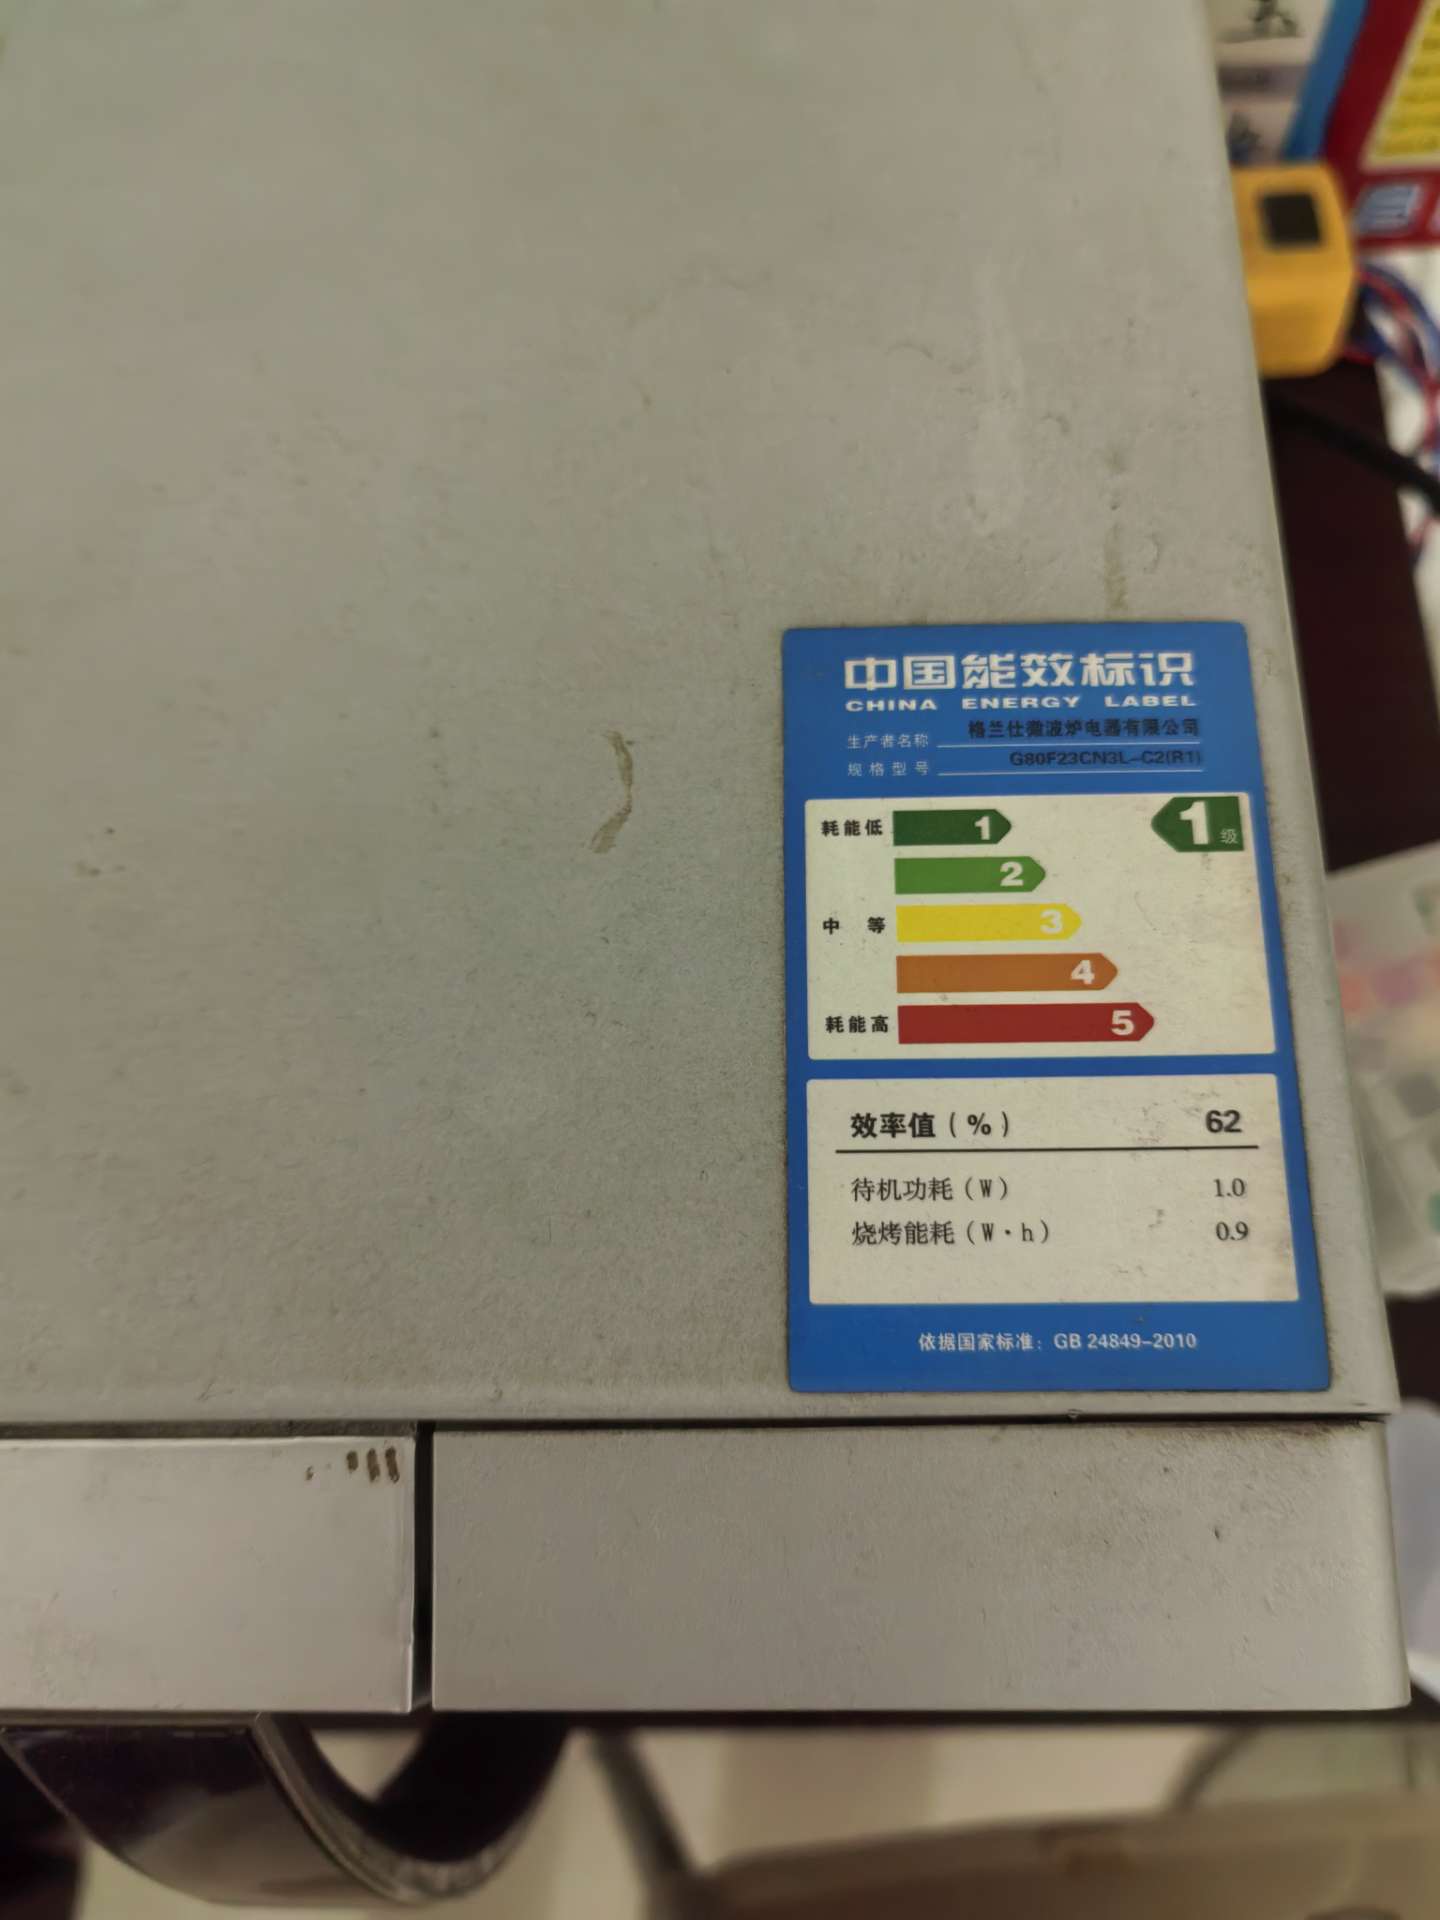 中国能效标识
CHINA ENERGY LABEL
生产者名称 格兰仕微波炉电器有限公司
规格型号 G80F23CN3L-C2(R1)
耗能低 1 1级
2
中 等 3
4
耗能高 5
效率值(%) 62
待机功耗(W) 1.0
烧烤能耗(W·h) 0.9
依据国家标准:GB 24849-2010